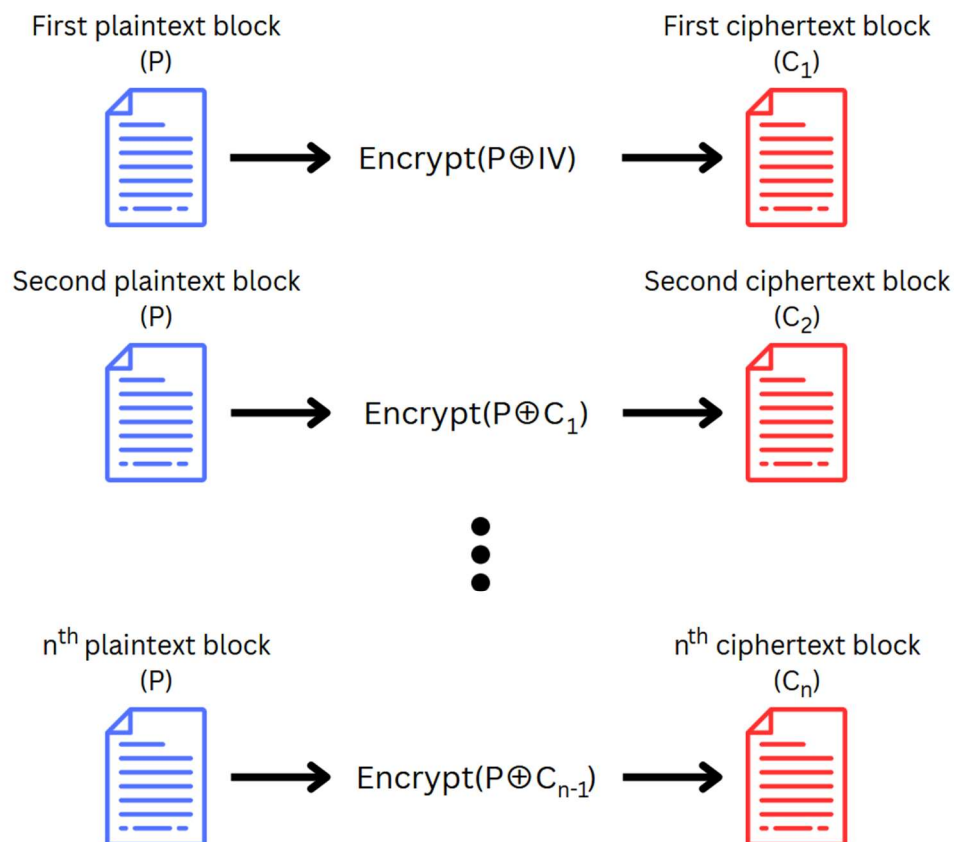 First plaintext block
(P)
First ciphertext block
(C₁)
Encrypt(P⊕IV)
Second plaintext block
(P)
Second ciphertext block
(C₂)
Encrypt(P⊕C₁)
nᵗʰ plaintext block
(P)
nᵗʰ ciphertext block
(Cₙ)
Encrypt(P⊕Cₙ₋₁)